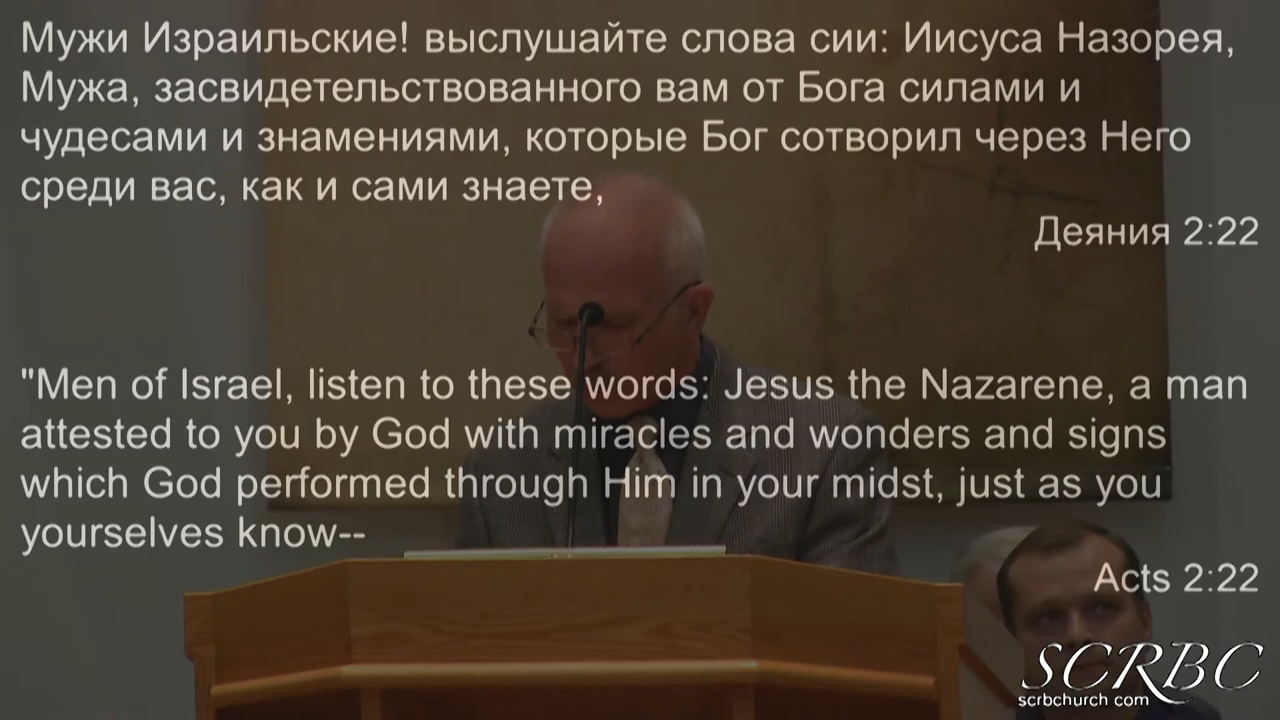 Мужи Израильские! выслушайте слова сии: Иисуса Назорея,
Мужа, засвидетельствованного вам от Бога силами и
чудесами и знамениями, которые Бог сотворил через Него
среди вас, как и сами знаете,
Деяния 2:22
"Men of Israel, listen to these words: Jesus the Nazarene, a man
attested to you by God with miracles and wonders and signs
which God performed through Him in your midst, just as you
yourselves know--
Acts 2:22
SCRBC
scrbchurch com